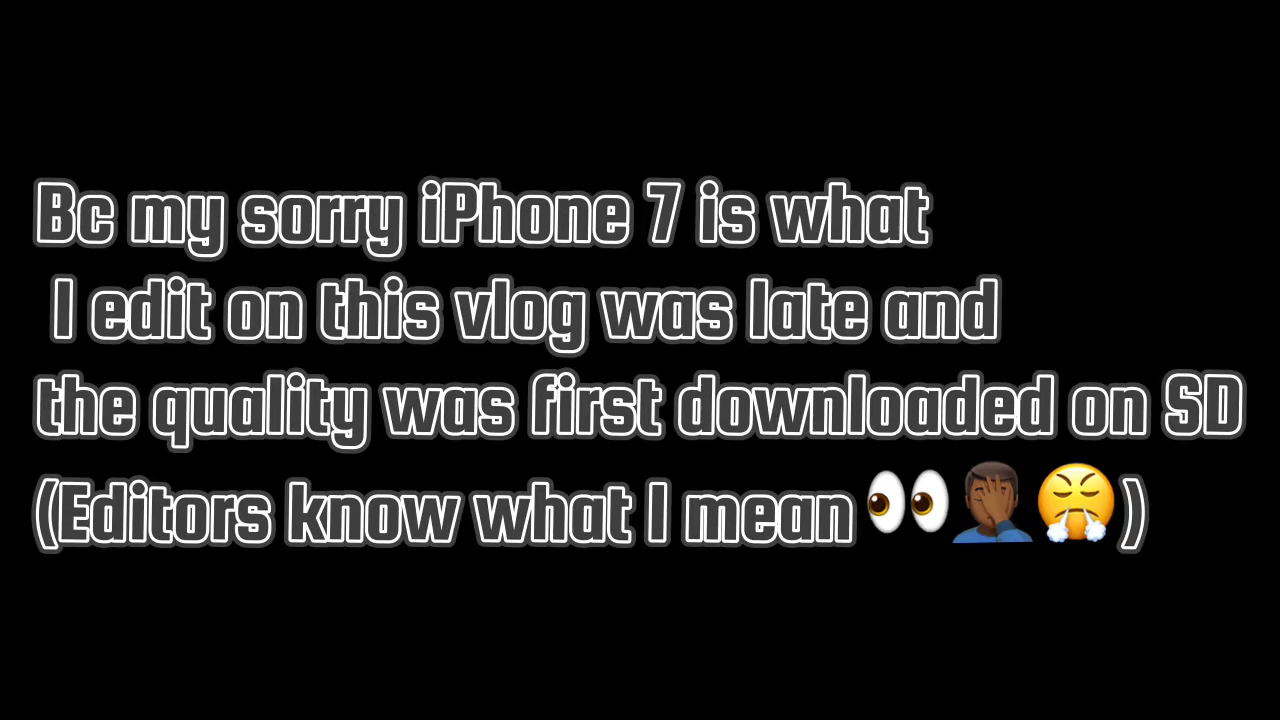 Bc my sorry iPhone 7 is what
I edit on this vlog was late and
the quality was first downloaded on SD
(Editors know what I mean 👀🤦🏾‍♂️😤)